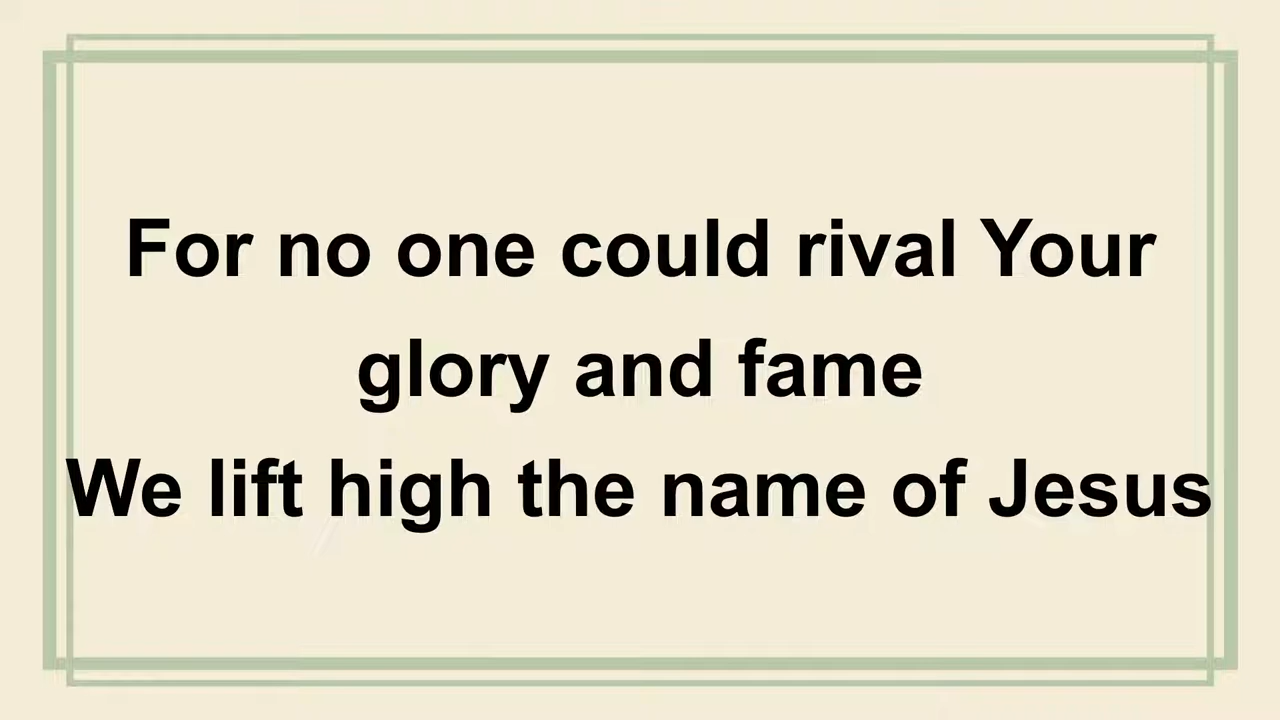 For no one could rival Your
glory and fame
We lift high the name of Jesus